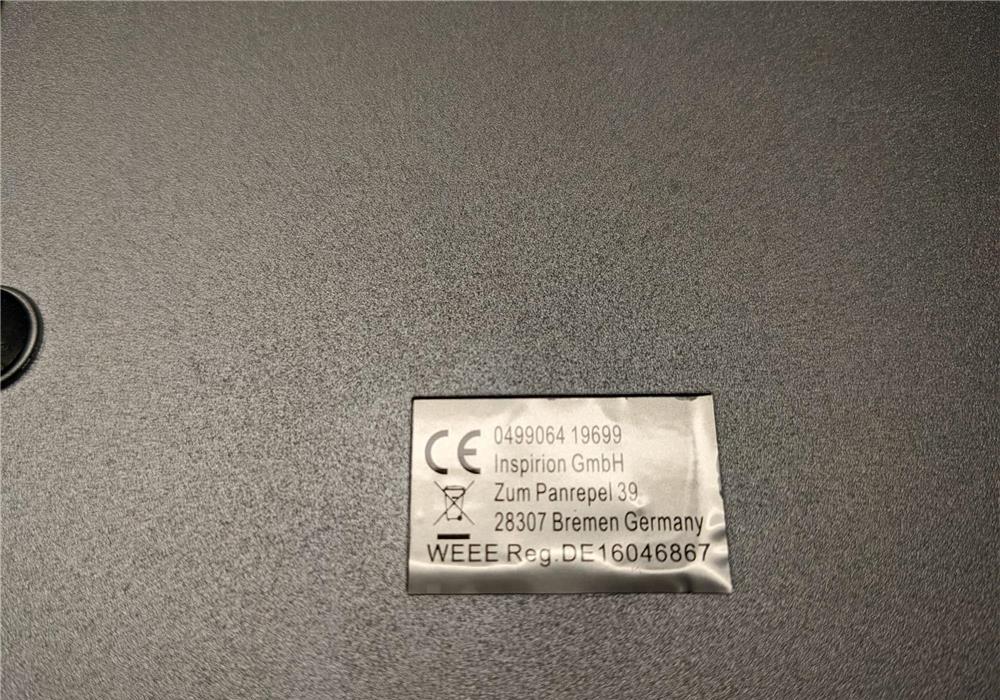 CE 0499064 19699
Inspirion GmbH
Zum Panrepel 39
28307 Bremen Germany
WEEE Reg.DE16046867